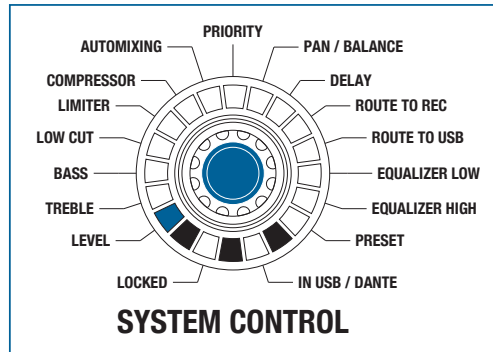 PRIORITY
AUTOMIXING PAN / BALANCE
COMPRESSOR DELAY
LIMITER ROUTE TO REC
LOW CUT ROUTE TO USB
BASS EQUALIZER LOW
TREBLE EQUALIZER HIGH
LEVEL PRESET
LOCKED IN USB / DANTE
SYSTEM CONTROL